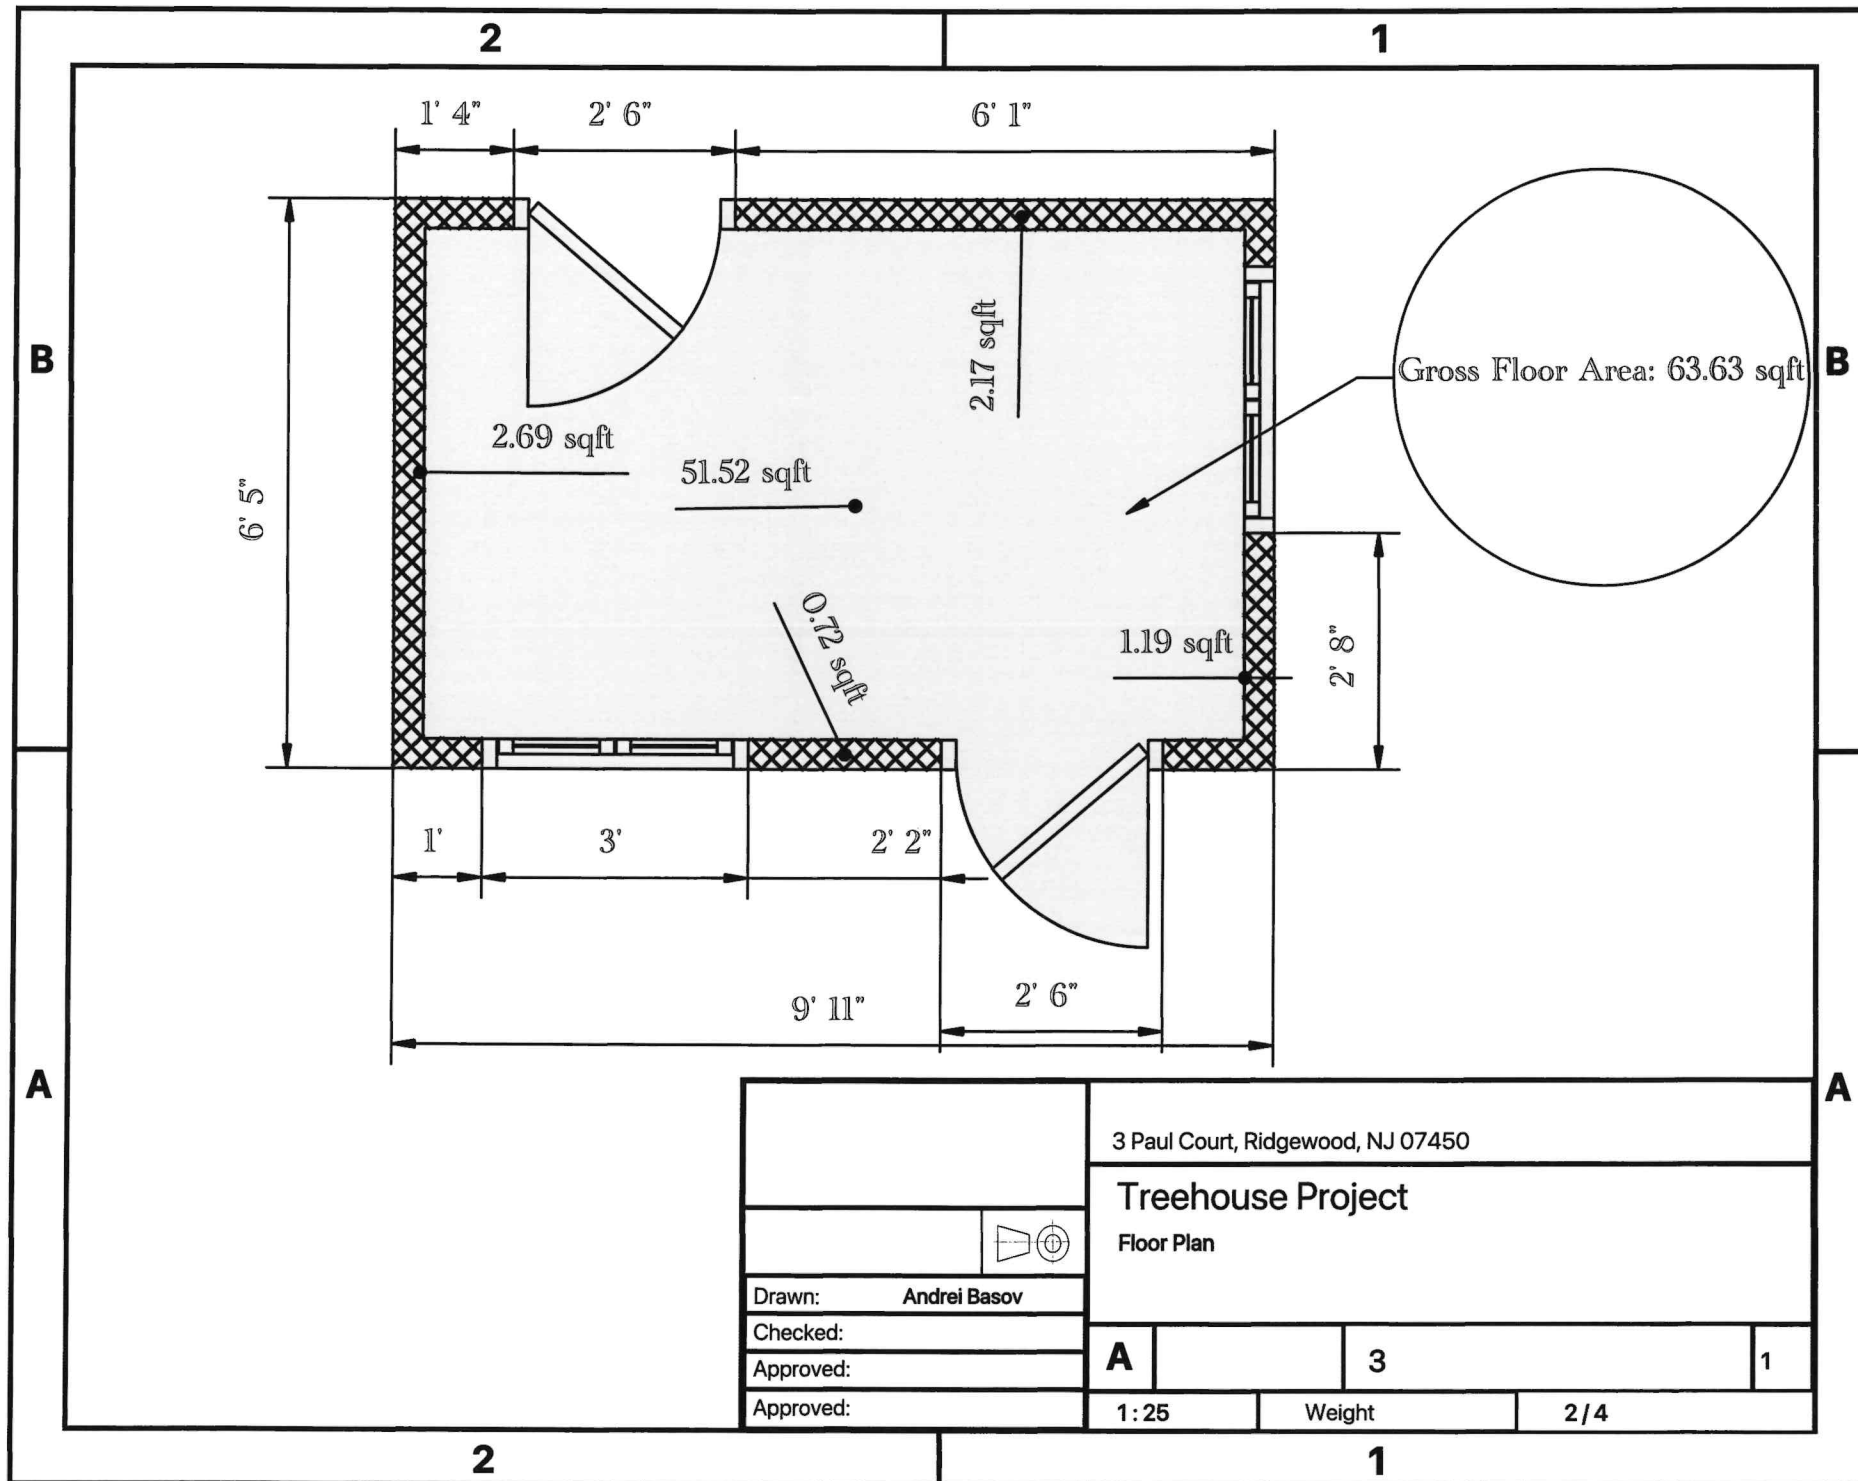 2 1
1' 4" 2' 6" 6' 1"
B B
Gross Floor Area: 63.63 sqft
2.17 sqft
2.69 sqft
51.52 sqft
6' 5"
0.72 sqft
1.19 sqft
2' 8"
1' 3' 2' 2"
2' 6"
9' 11"
A A
3 Paul Court, Ridgewood, NJ 07450
Treehouse Project
Floor Plan
Drawn: Andrei Basov
Checked:
Approved:
Approved:
A 3 1
1:25 Weight 2/4
2 1